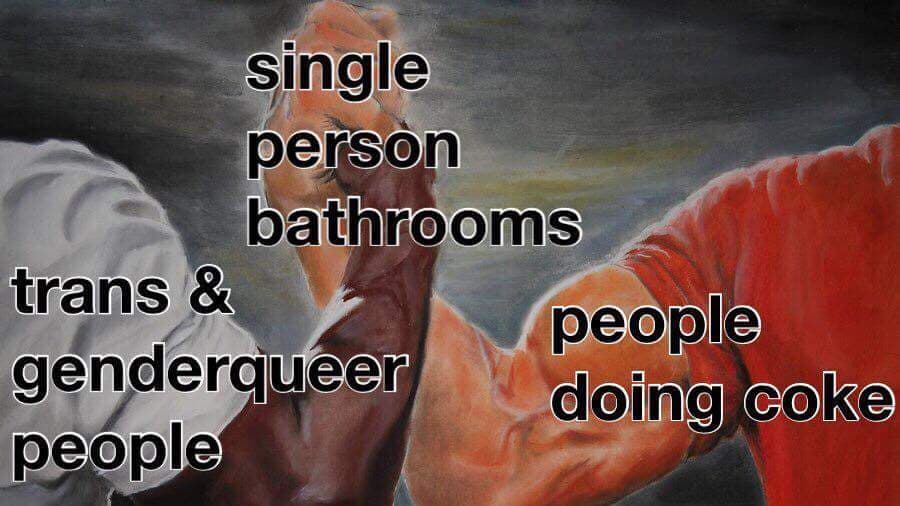 single
person
bathrooms
trans &
genderqueer
people
people
doing coke